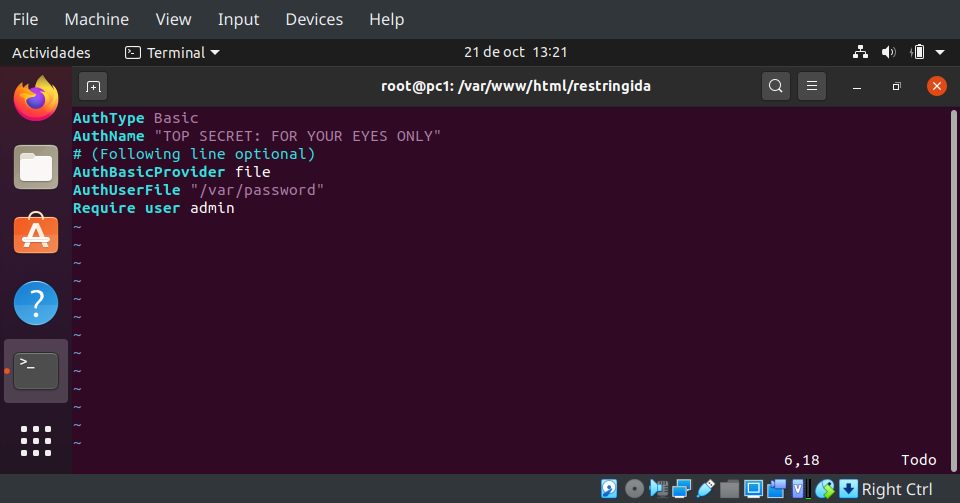 File Machine View Input Devices Help
Actividades Terminal 21 de oct 13:21
root@pc1: /var/www/html/restringida
AuthType Basic
AuthName "TOP SECRET: FOR YOUR EYES ONLY"
# (Following line optional)
AuthBasicProvider file
AuthUserFile "/var/password"
Require user admin
~
~
~
~
~
~
~
~
~
~
~
~
~
6,18 Todo
Right Ctrl